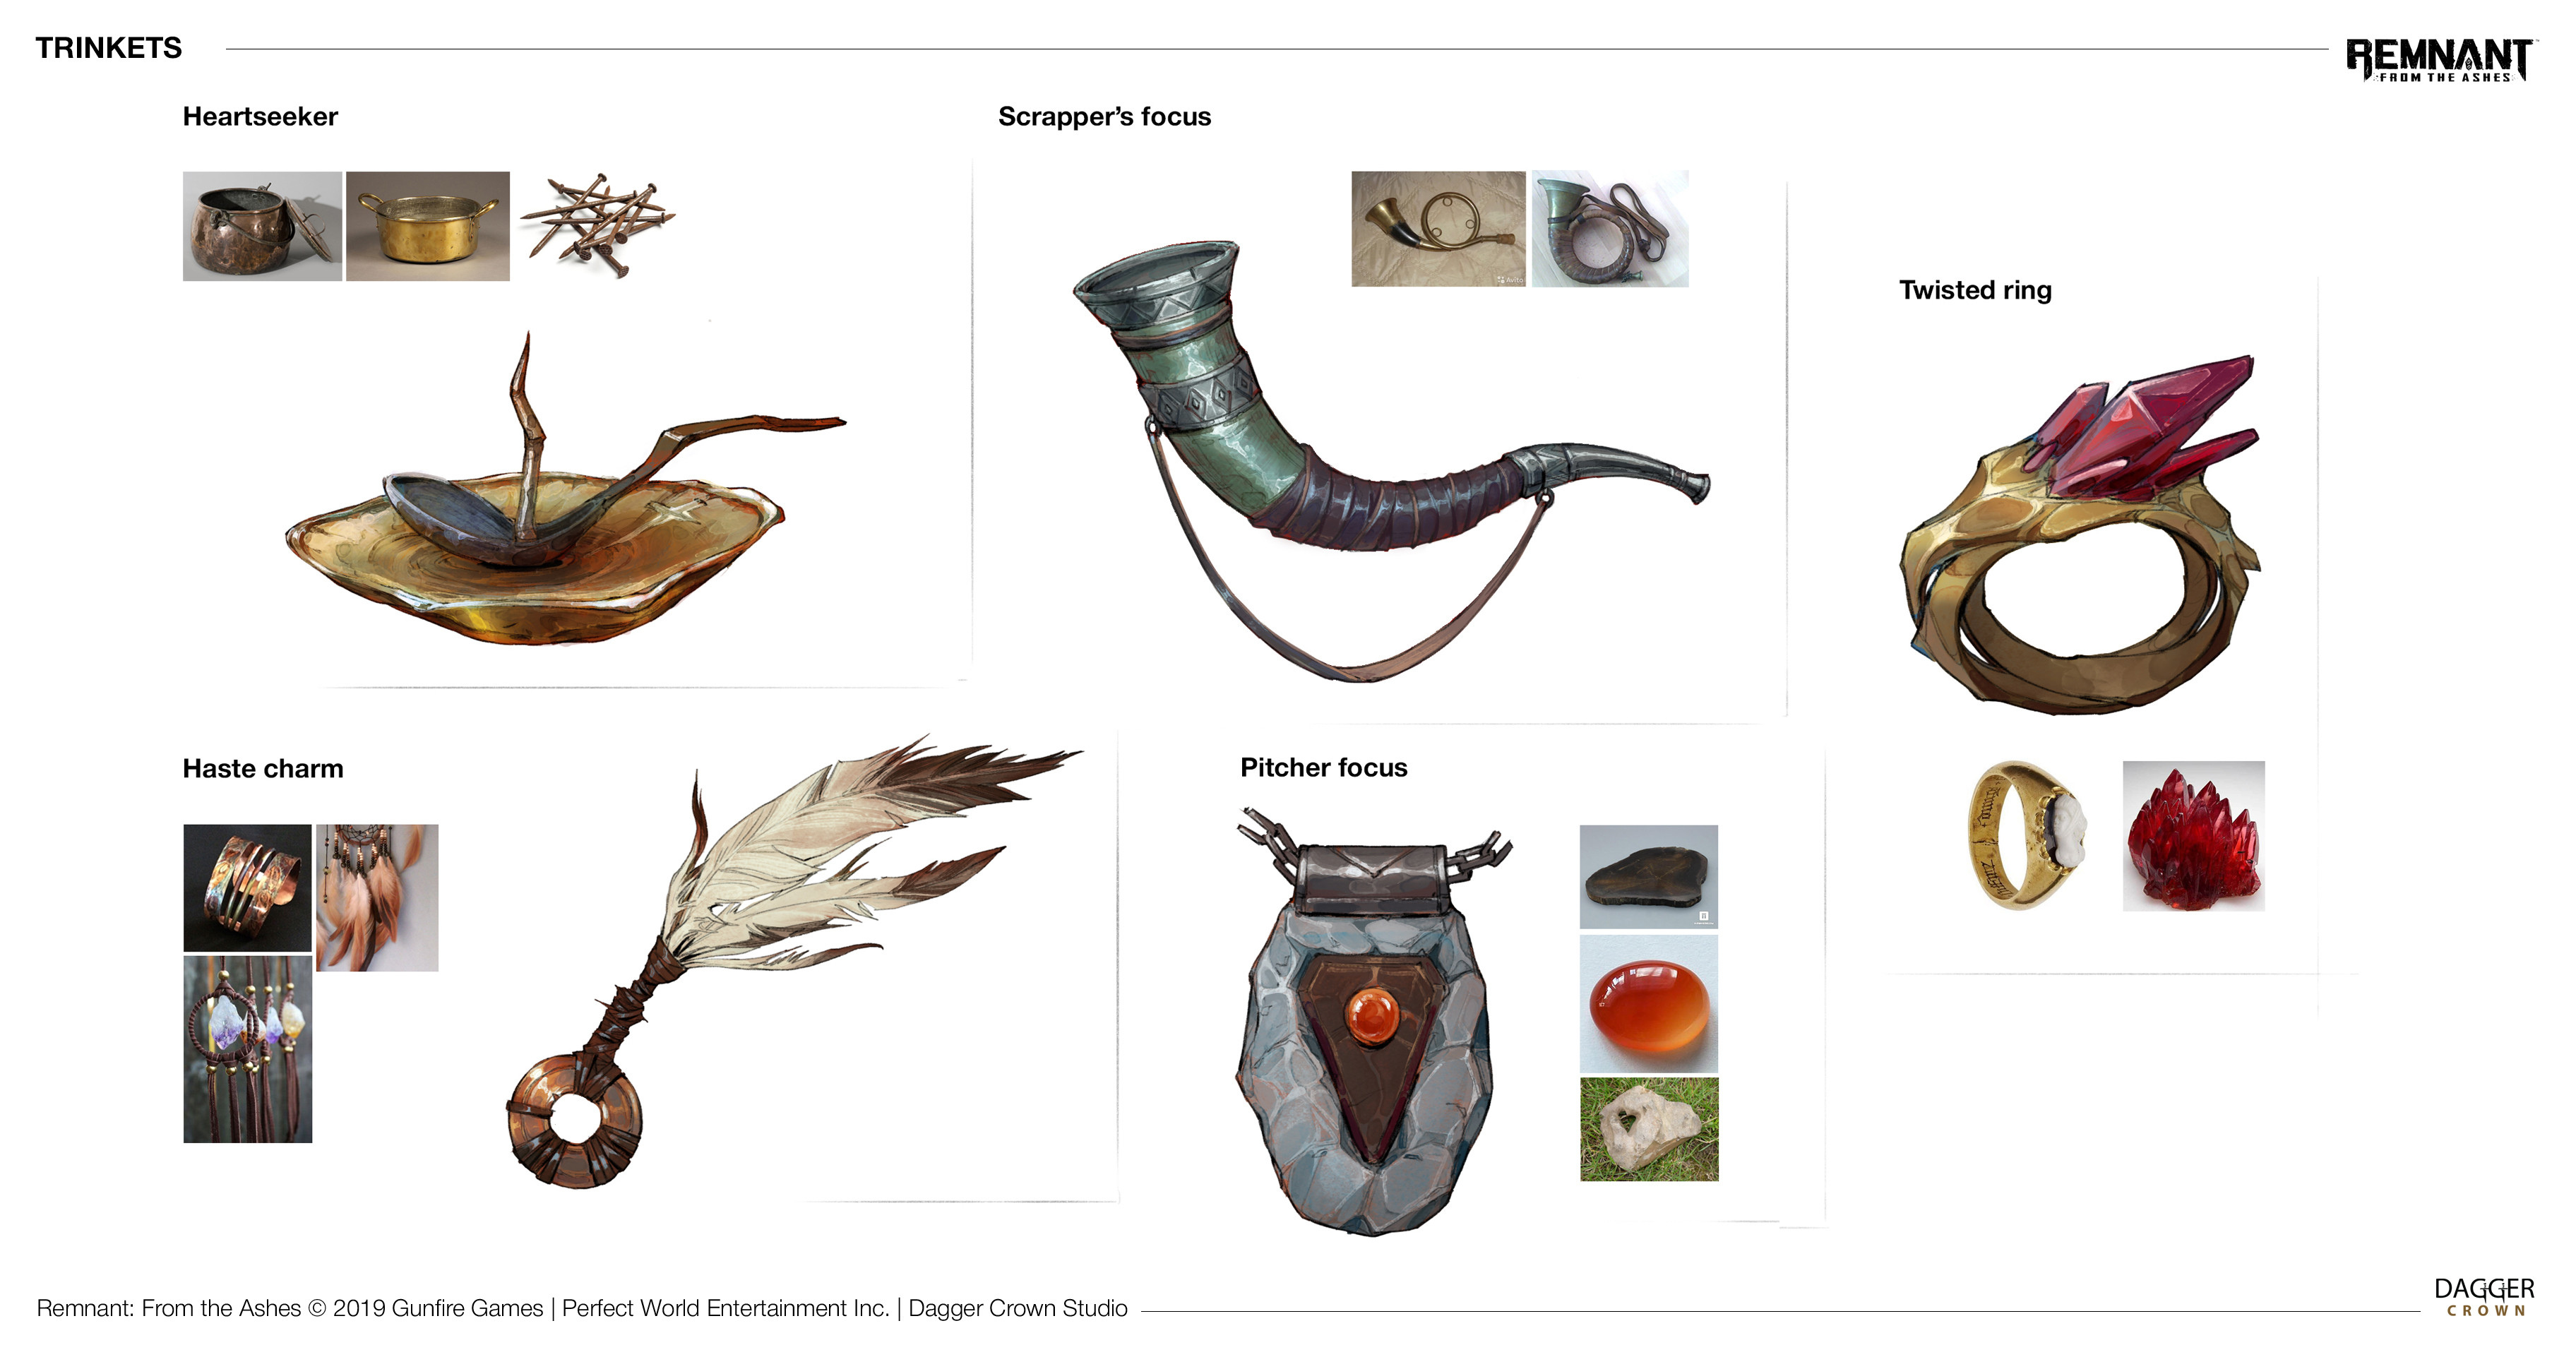 TRINKETS
REMNANT
FROM THE ASHES
Heartseeker
Scrapper’s focus
Avito
Twisted ring
Haste charm
Pitcher focus
Remnant: From the Ashes © 2019 Gunfire Games | Perfect World Entertainment Inc. | Dagger Crown Studio
DAGGER
CROWN